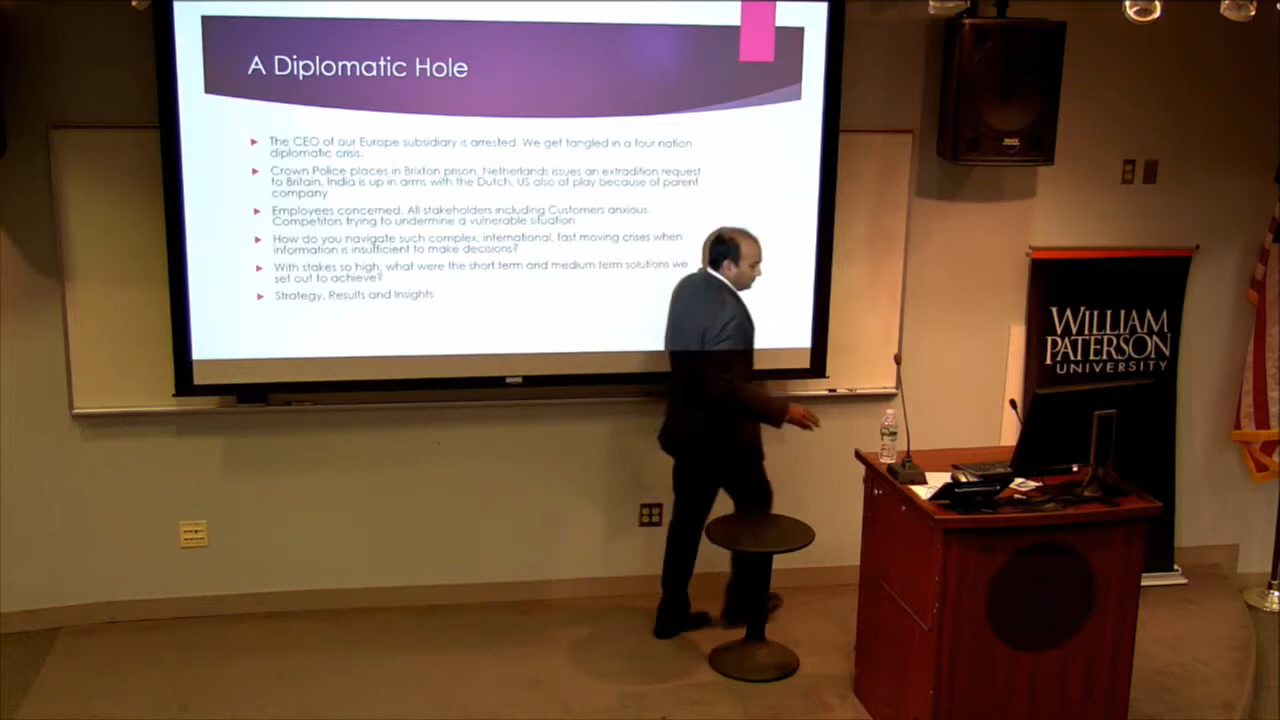 A Diplomatic Hole
The CEO of our Europe subsidiary is arrested. We get tangled in a four nation
diplomatic crisis.
Crown Police places in Brixton prison, Netherlands issues an extradition request
to Britain. India is up in arms with the Dutch, US also at play because of parent
company
Employees concerned. All stakeholders including Customers anxious.
Competitors trying to undermine a vulnerable situation
How do you navigate such complex, international, fast moving crises when
information is insufficient to make decisions?
With stakes so high, what were the short term and medium term solutions we
set out to achieve?
Strategy, Results and Insights
WILLIAM
PATERSON
UNIVERSITY